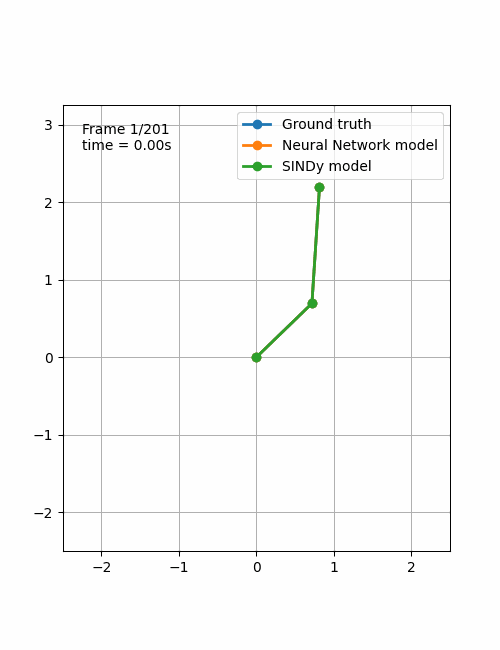 Frame 1/201
time = 0.00s
Ground truth
Neural Network model
SINDy model
3
2
1
0
−1
−2
−2
−1
0
1
2